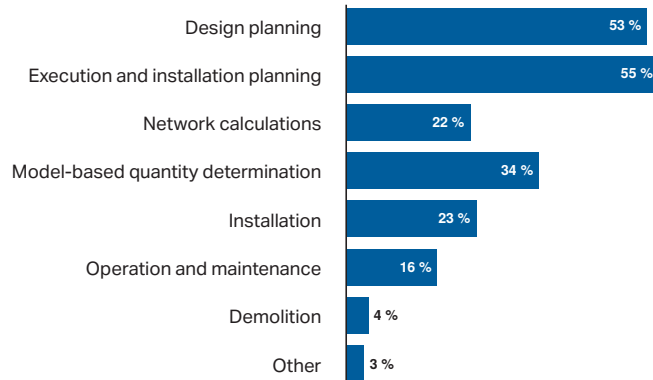 Design planning 53 %
Execution and installation planning 55 %
Network calculations 22 %
Model-based quantity determination 34 %
Installation 23 %
Operation and maintenance 16 %
Demolition 4 %
Other 3 %